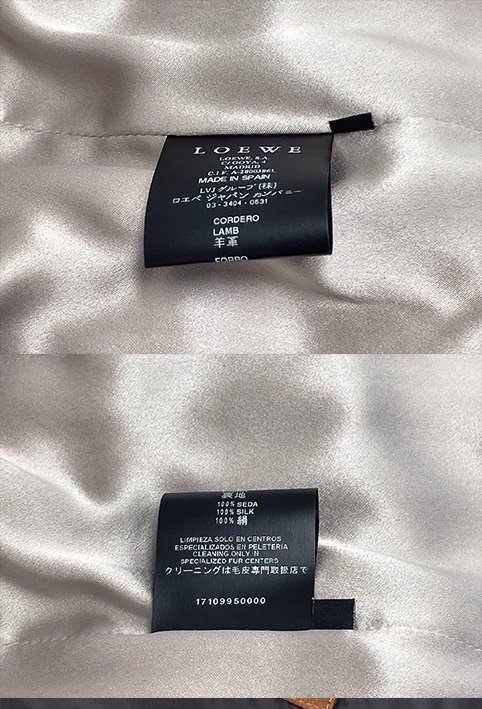 LOEWE
LOEWE, S.A.
C/ GOYA, 4
MADRID
C.I.F. A-28003861
MADE IN SPAIN
LVJ グループ(株)
ロエベ ジャパン カンパニー
03-3404-0531
CORDERO
LAMB
羊革
FORRO
裏地
100% SEDA
100% SILK
100% 絹
LIMPIEZA SOLO EN CENTROS
ESPECIALIZADOS EN PELETERIA
CLEANING ONLY IN
SPECIALIZED FUR CENTERS
クリーニングは毛皮専門取扱店で
17109950000